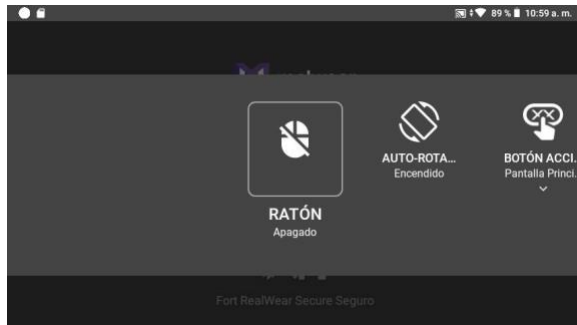 89 % 10:59 a. m.
AUTO-ROTA...
Encendido
BOTÓN ACCI.
Pantalla Princi.
RATÓN
Apagado
Fort RealWear Secure Seguro